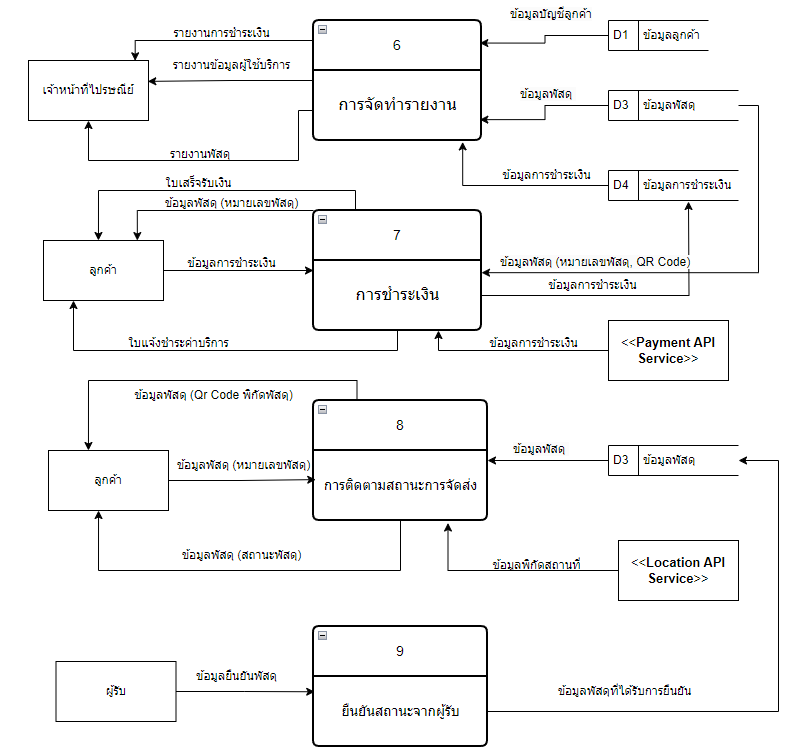 ข้อมูลบัญชีลูกค้า
รายงานการชำระเงิน
6
D1 ข้อมูลลูกค้า
รายงานข้อมูลผู้ใช้บริการ
เจ้าหน้าที่ไปรษณีย์
การจัดทำรายงาน
ข้อมูลพัสดุ
D3 ข้อมูลพัสดุ
รายงานพัสดุ
ข้อมูลการชำระเงิน
D4 ข้อมูลการชำระเงิน
ใบเสร็จรับเงิน
ข้อมูลพัสดุ (หมายเลขพัสดุ)
7
ลูกค้า
ข้อมูลการชำระเงิน
ข้อมูลพัสดุ (หมายเลขพัสดุ, QR Code)
ข้อมูลการชำระเงิน
การชำระเงิน
ใบแจ้งชำระค่าบริการ
ข้อมูลการชำระเงิน
<<Payment API
Service>>
ข้อมูลพัสดุ (Qr Code พิกัดพัสดุ)
8
ข้อมูลพัสดุ
D3 ข้อมูลพัสดุ
ข้อมูลพัสดุ (หมายเลขพัสดุ)
ลูกค้า
การติดตามสถานะการจัดส่ง
ข้อมูลพัสดุ (สถานะพัสดุ)
ข้อมูลพิกัดสถานที่
<<Location API
Service>>
9
ข้อมูลยืนยันพัสดุ
ผู้รับ
ข้อมูลพัสดุที่ได้รับการยืนยัน
ยืนยันสถานะจากผู้รับ